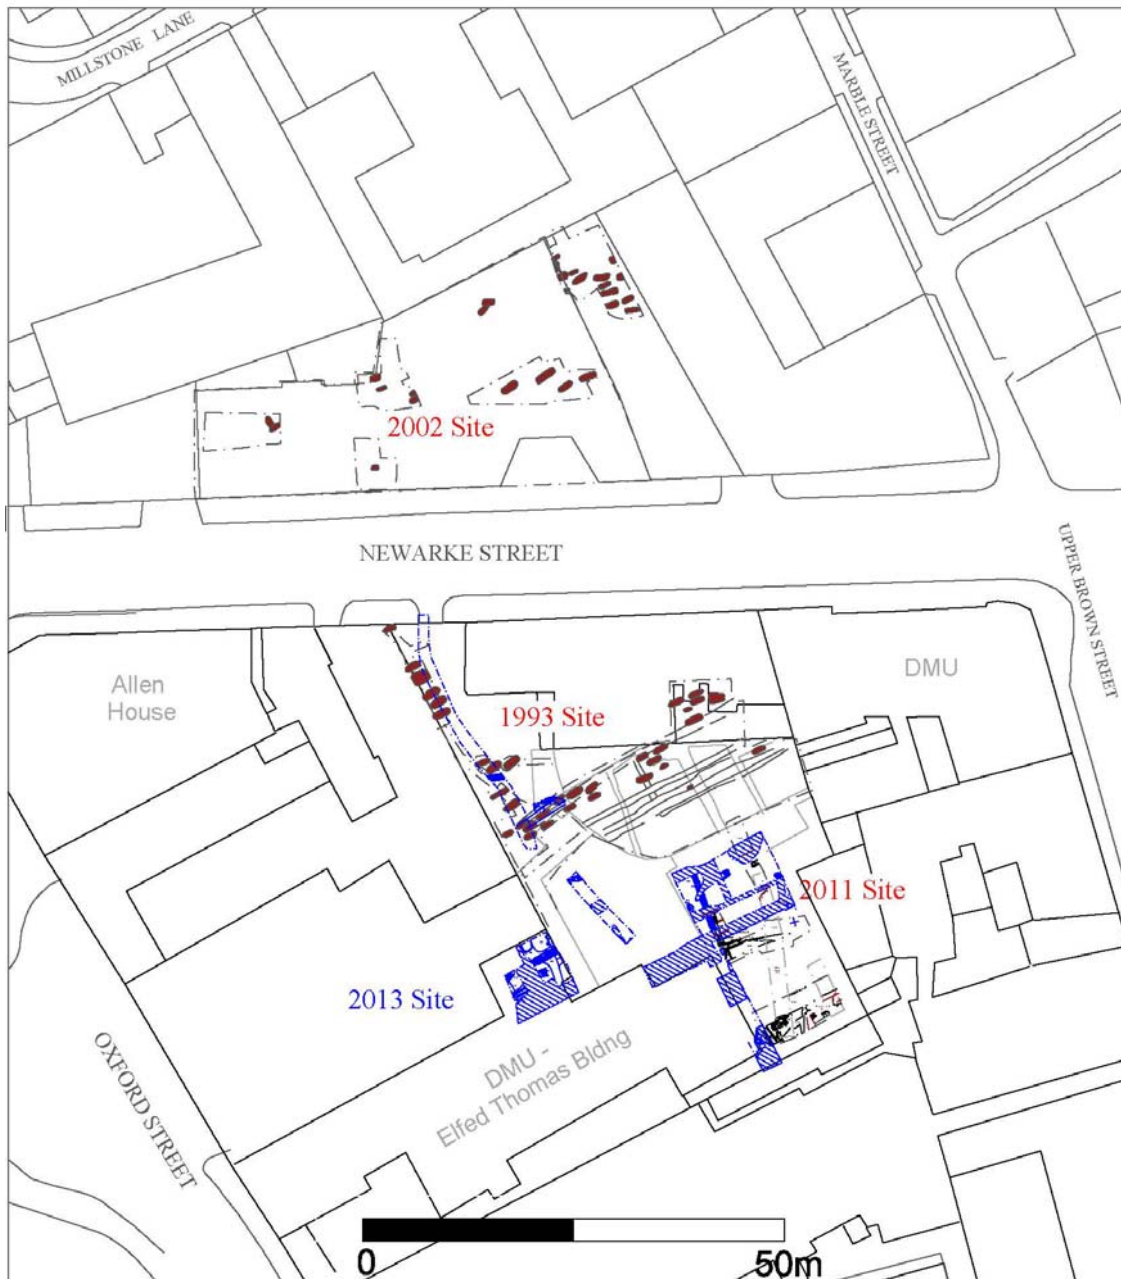 MILLSTONE LANE
MARBLE STREET
2002 Site
NEWARKE STREET
UPPER BROWN STREET
Allen
House
DMU
1993 Site
2011 Site
2013 Site
DMU -
Elfed Thomas Bldng
OXFORD STREET
0
50m